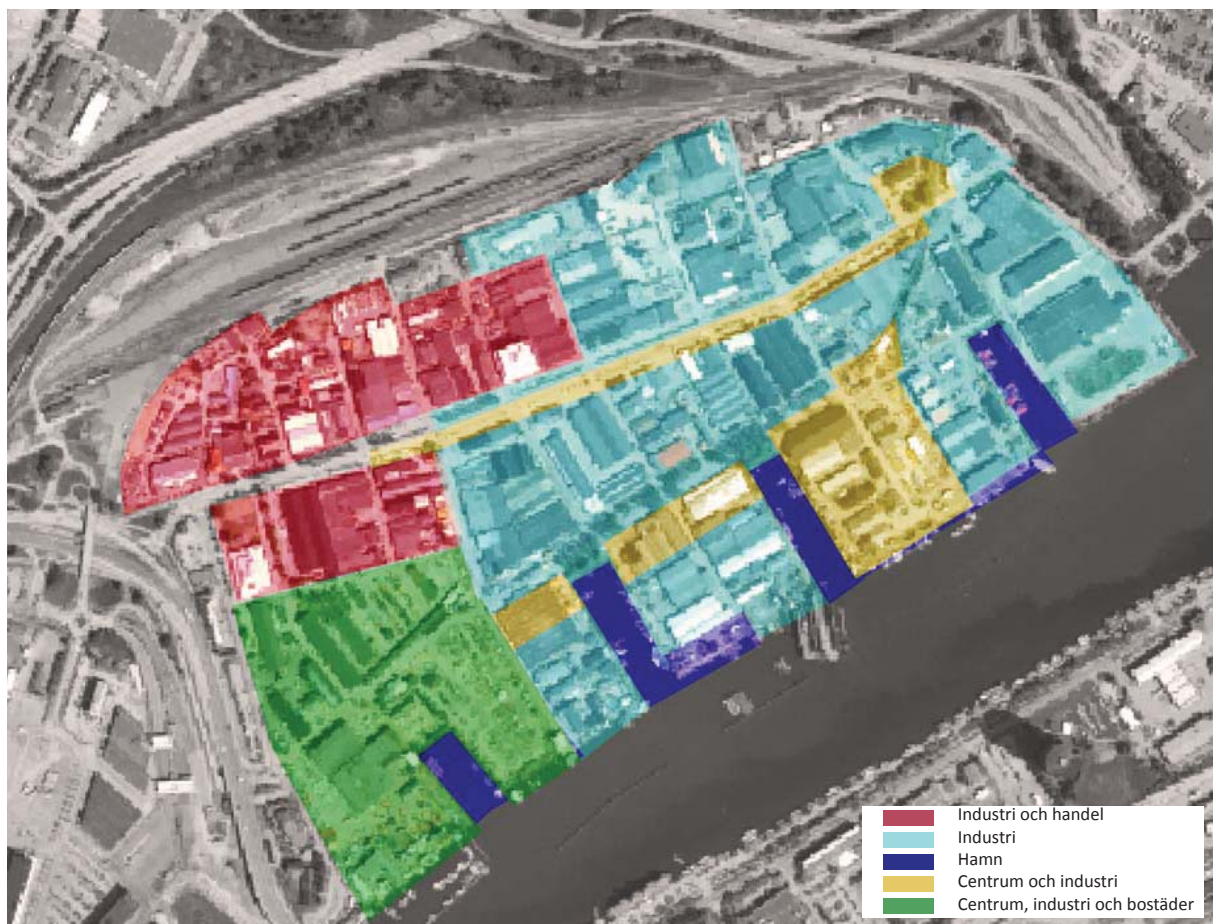 Industri och handel
Industri
Hamn
Centrum och industri
Centrum, industri och bostäder